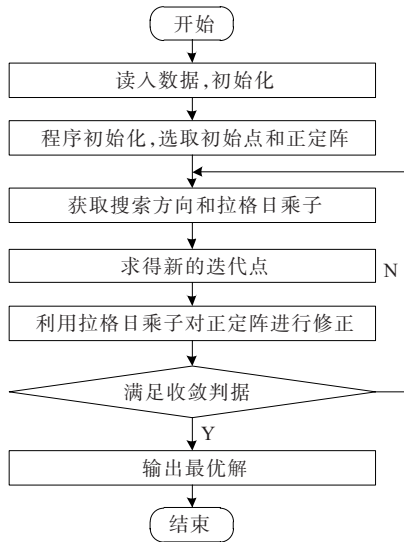 开始
读入数据,初始化
程序初始化,选取初始点和正定阵
获取搜索方向和拉格日乘子
求得新的迭代点
N
利用拉格日乘子对正定阵进行修正
满足收敛判据
Y
输出最优解
结束